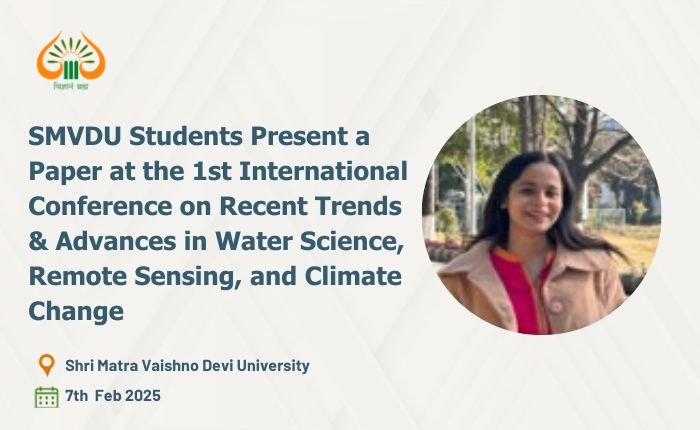 विज्ञानं ब्रह्म
SMVDU Students Present a
Paper at the 1st International
Conference on Recent Trends
& Advances in Water Science,
Remote Sensing, and Climate
Change
Shri Matra Vaishno Devi University
7th Feb 2025